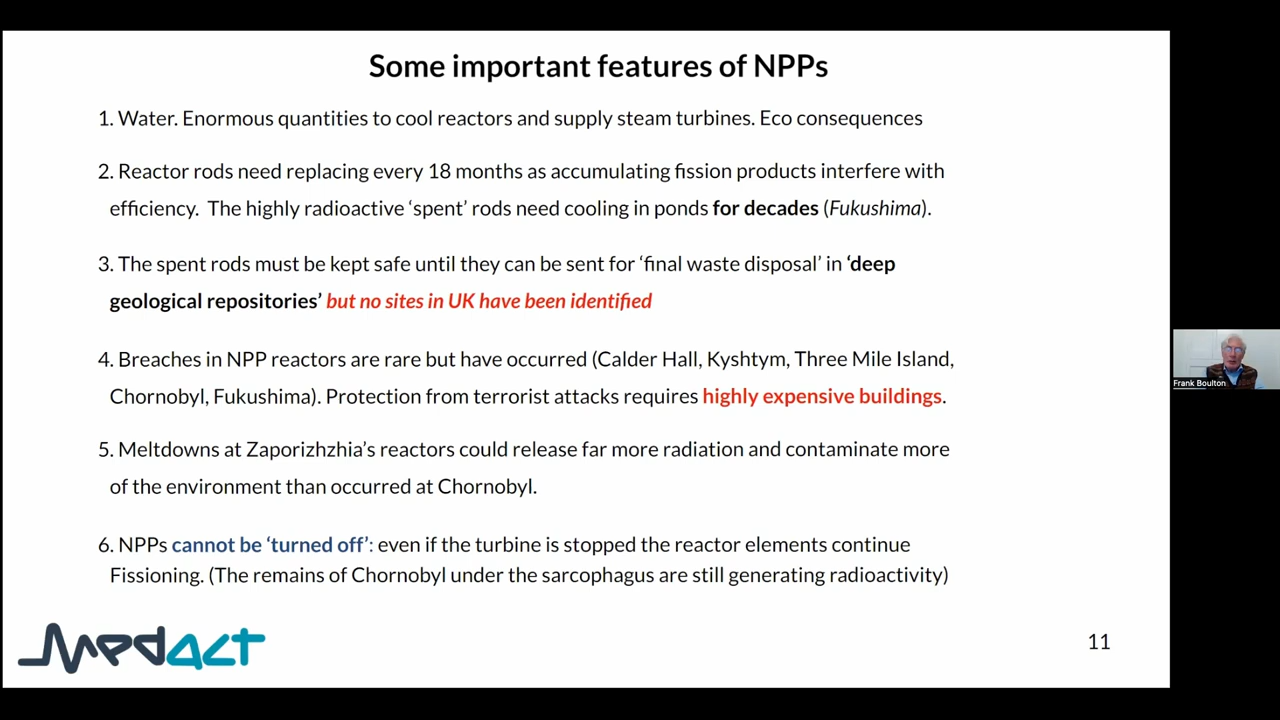 Some important features of NPPs
1. Water. Enormous quantities to cool reactors and supply steam turbines. Eco consequences
2. Reactor rods need replacing every 18 months as accumulating fission products interfere with
efficiency. The highly radioactive ‘spent’ rods need cooling in ponds for decades (Fukushima).
3. The spent rods must be kept safe until they can be sent for ‘final waste disposal’ in ‘deep
geological repositories’ but no sites in UK have been identified
4. Breaches in NPP reactors are rare but have occurred (Calder Hall, Kyshtym, Three Mile Island,
Chornobyl, Fukushima). Protection from terrorist attacks requires highly expensive buildings.
5. Meltdowns at Zaporizhzhia’s reactors could release far more radiation and contaminate more
of the environment than occurred at Chornobyl.
6. NPPs cannot be ‘turned off’: even if the turbine is stopped the reactor elements continue
Fissioning. (The remains of Chornobyl under the sarcophagus are still generating radioactivity)
medact
11
Frank Boulton